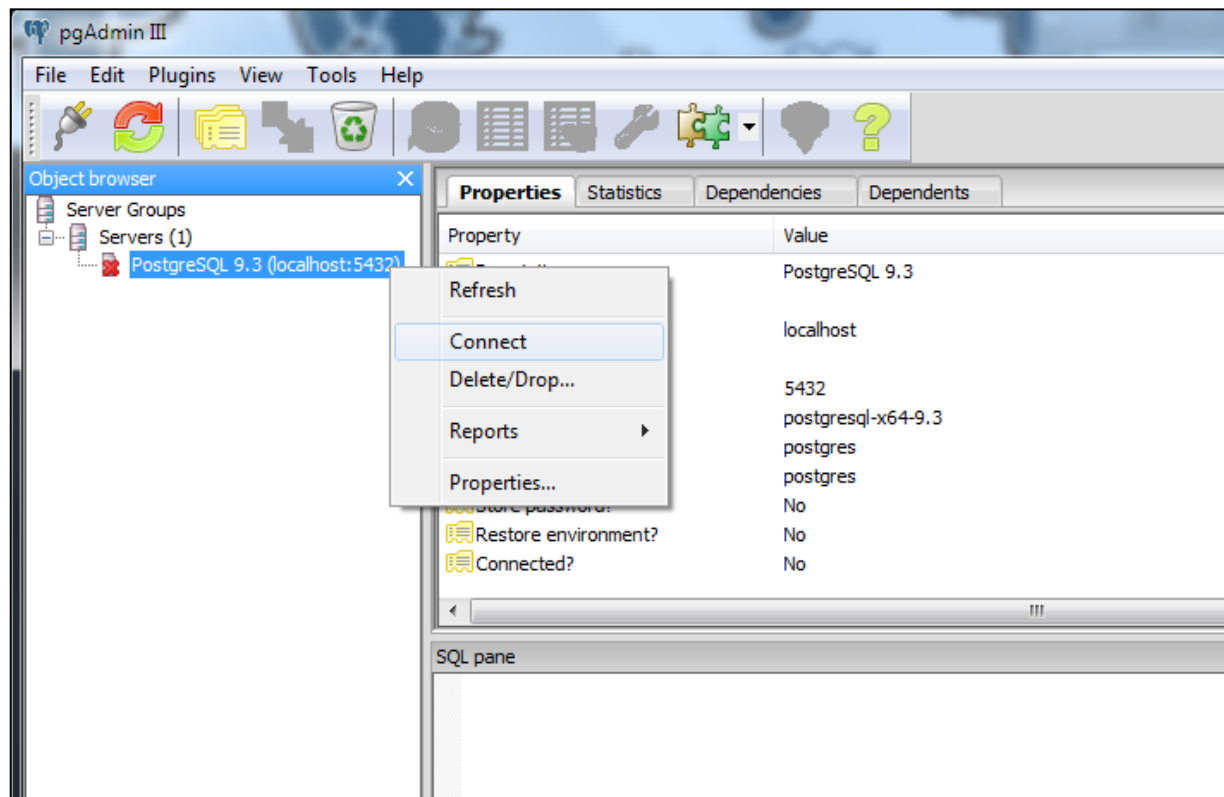 pgAdmin III
File Edit Plugins View Tools Help
Object browser
Server Groups
Servers (1)
PostgreSQL 9.3 (localhost:5432)
Refresh
Connect
Delete/Drop...
Reports
Properties...
Properties Statistics Dependencies Dependents
Property Value
PostgreSQL 9.3
localhost
5432
postgresql-x64-9.3
postgres
postgres
Store password? No
Restore environment? No
Connected? No
SQL pane